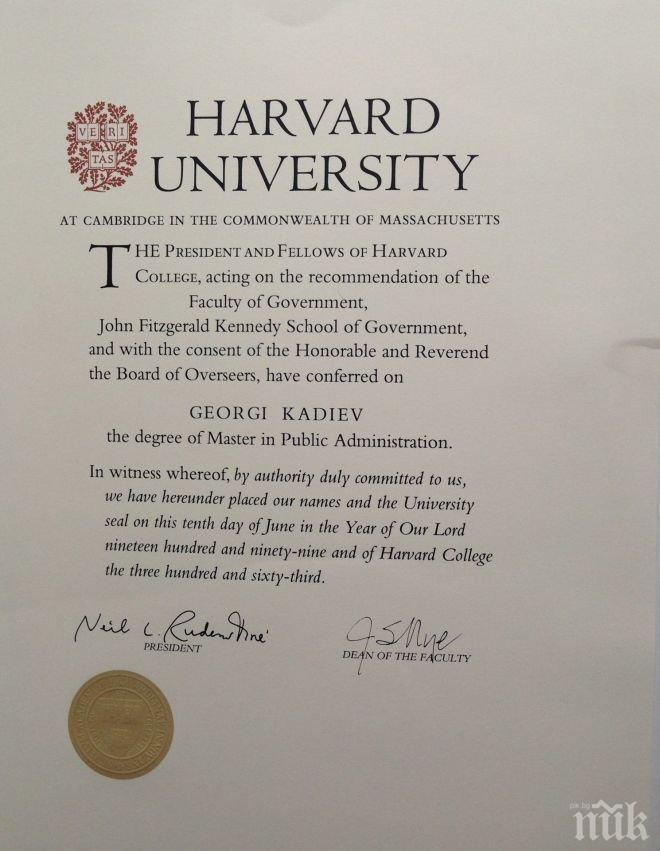 VE RI
TAS
HARVARD
UNIVERSITY
AT CAMBRIDGE IN THE COMMONWEALTH OF MASSACHUSETTS
THE PRESIDENT AND FELLOWS OF HARVARD
COLLEGE, acting on the recommendation of the
Faculty of Government,
John Fitzgerald Kennedy School of Government,
and with the consent of the Honorable and Reverend
the Board of Overseers, have conferred on
GEORGI KADIEV
the degree of Master in Public Administration.
In witness whereof, by authority duly committed to us,
we have hereunder placed our names and the University
seal on this tenth day of June in the Year of Our Lord
nineteen hundred and ninety-nine and of Harvard College
the three hundred and sixty-third.
Neil L. Rudenstine
PRESIDENT
J S Nye
DEAN OF THE FACULTY
pik.bg
пик